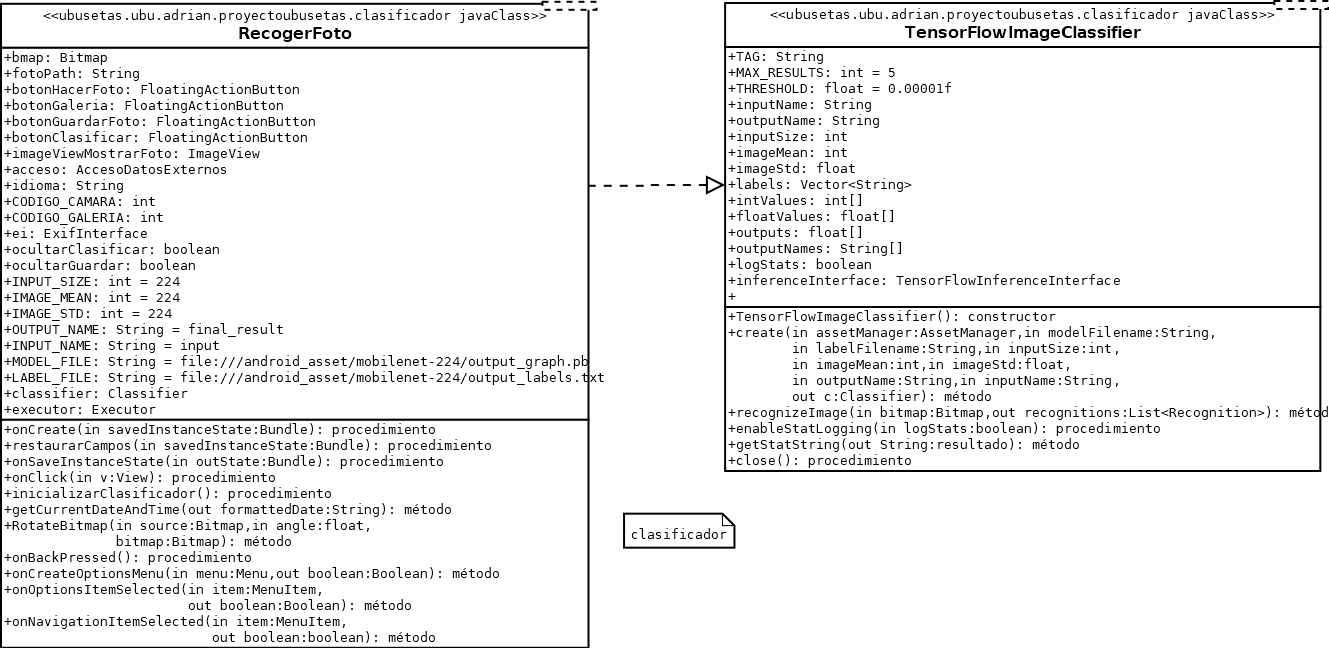 <<ubusetas.ubu.adrian.proyectoubusetas.clasificador javaClass>>
RecogerFoto
+bmap: Bitmap
+fotoPath: String
+botonHacerFoto: FloatingActionButton
+botonGaleria: FloatingActionButton
+botonGuardarFoto: FloatingActionButton
+botonClasificar: FloatingActionButton
+imageViewMostrarFoto: ImageView
+acceso: AccesoDatosExternos
+idioma: String
+CODIGO_CAMARA: int
+CODIGO_GALERIA: int
+ei: ExifInterface
+ocultarClasificar: boolean
+ocultarGuardar: boolean
+INPUT_SIZE: int = 224
+IMAGE_MEAN: int = 224
+IMAGE_STD: int = 224
+OUTPUT_NAME: String = final_result
+INPUT_NAME: String = input
+MODEL_FILE: String = file:///android_asset/mobilenet-224/output_graph.pb
+LABEL_FILE: String = file:///android_asset/mobilenet-224/output_labels.txt
+classifier: Classifier
+executor: Executor
+onCreate(in savedInstanceState:Bundle): procedimiento
+restaurarCampos(in savedInstanceState:Bundle): procedimiento
+onSaveInstanceState(in outState:Bundle): procedimiento
+onClick(in v:View): procedimiento
+inicializarClasificador(): procedimiento
+getCurrentDateAndTime(out formattedDate:String): método
+RotateBitmap(in source:Bitmap,in angle:float,
bitmap:Bitmap): método
+onBackPressed(): procedimiento
+onCreateOptionsMenu(in menu:Menu,out boolean:Boolean): método
+onOptionsItemSelected(in item:MenuItem,
out boolean:Boolean): método
+onNavigationItemSelected(in item:MenuItem,
out boolean:boolean): método
<<ubusetas.ubu.adrian.proyectoubusetas.clasificador javaClass>>
TensorFlowImageClassifier
+TAG: String
+MAX_RESULTS: int = 5
+THRESHOLD: float = 0.00001f
+inputName: String
+outputName: String
+inputSize: int
+imageMean: int
+imageStd: float
+labels: Vector<String>
+intValues: int[]
+floatValues: float[]
+outputs: float[]
+outputNames: String[]
+logStats: boolean
+inferenceInterface: TensorFlowInferenceInterface
+
+TensorFlowImageClassifier(): constructor
+create(in assetManager:AssetManager,in modelFilename:String,
in labelFilename:String,in inputSize:int,
in imageMean:int,in imageStd:float,
in outputName:String,in inputName:String,
out c:Classifier): método
+recognizeImage(in bitmap:Bitmap,out recognitions:List<Recognition>): métod
+enableStatLogging(in logStats:boolean): procedimiento
+getStatString(out String:resultado): método
+close(): procedimiento
clasificador